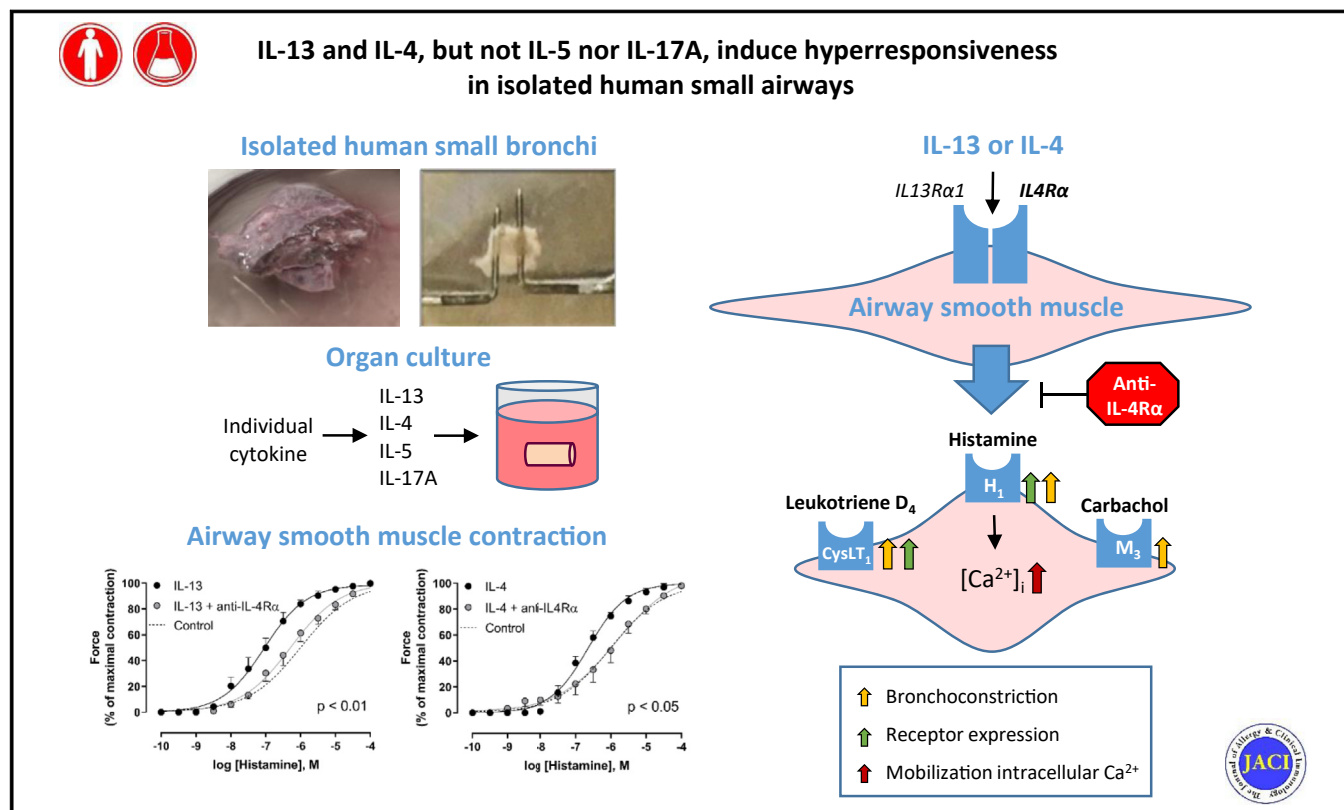 IL-13 and IL-4, but not IL-5 nor IL-17A, induce hyperresponsiveness
in isolated human small airways
Isolated human small bronchi
Organ culture
Individual
cytokine
IL-13
IL-4
IL-5
IL-17A
Airway smooth muscle contraction
Force
(% of maximal contraction)
100
80
60
40
20
0
IL-13
IL-13 + anti-IL-4Rα
Control
p < 0.01
-10 -9 -8 -7 -6 -5 -4
log [Histamine], M
Force
(% of maximal contraction)
100
80
60
40
20
0
IL-4
IL-4 + anti-IL4Rα
Control
p < 0.05
-10 -9 -8 -7 -6 -5 -4
log [Histamine], M
IL-13 or IL-4
IL13Rα1 IL4Rα
Airway smooth muscle
Anti-
IL-4Rα
Histamine
H₁
Leukotriene D₄
CysLT₁
Carbachol
M₃
[Ca²⁺]ᵢ
Bronchoconstriction
Receptor expression
Mobilization intracellular Ca²⁺
The Journal of Allergy & Clinical Immunology
JACI